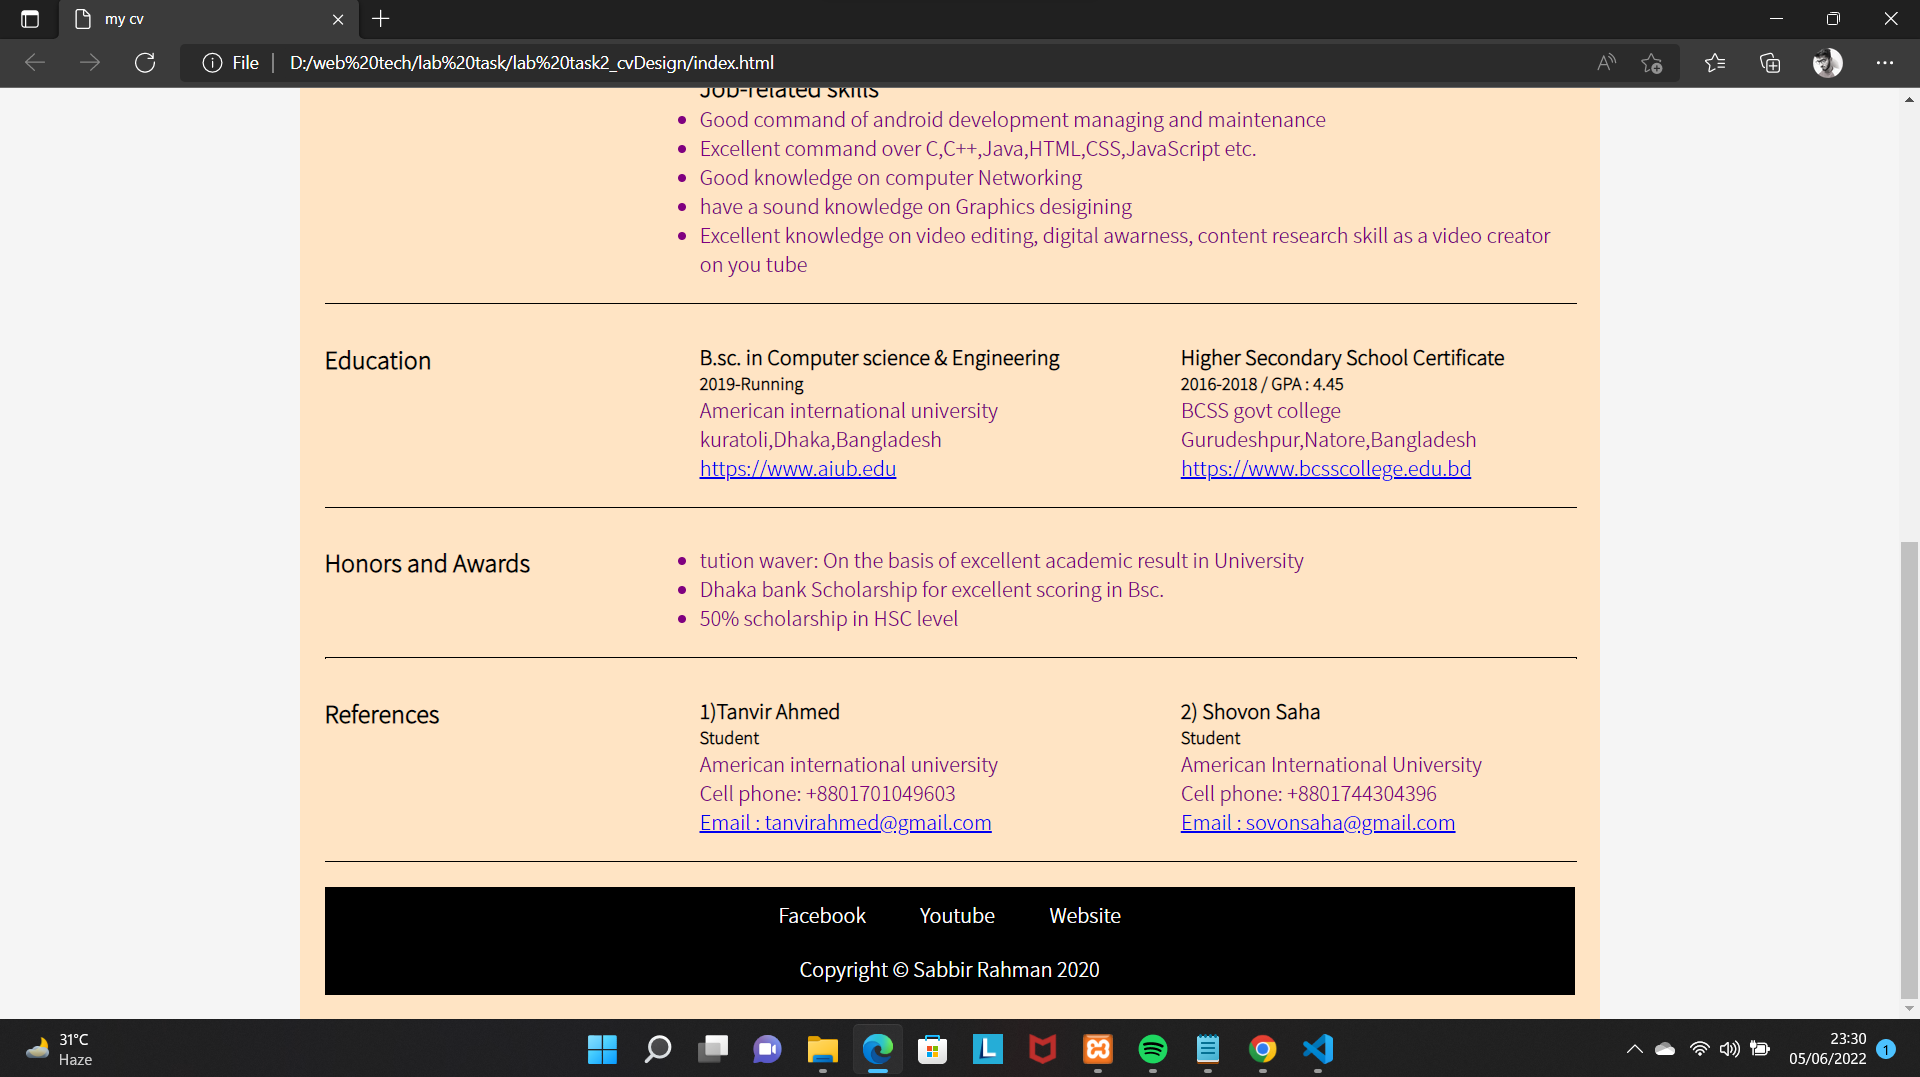 my cv
File
D:/web%20tech/lab%20task/lab%20task2_cvDesign/index.html
Job-related skills
Good command of android development managing and maintenance
Excellent command over C,C++,Java,HTML,CSS,JavaScript etc.
Good knowledge on computer Networking
have a sound knowledge on Graphics desigining
Excellent knowledge on video editing, digital awarness, content research skill as a video creator
on you tube
Education
B.sc. in Computer science & Engineering
2019-Running
American international university
kuratoli,Dhaka,Bangladesh
https://www.aiub.edu
Higher Secondary School Certificate
2016-2018 / GPA : 4.45
BCSS govt college
Gurudeshpur,Natore,Bangladesh
https://www.bcsscollege.edu.bd
Honors and Awards
tution waver: On the basis of excellent academic result in University
Dhaka bank Scholarship for excellent scoring in Bsc.
50% scholarship in HSC level
References
1)Tanvir Ahmed
Student
American international university
Cell phone: +8801701049603
Email : tanvirahmed@gmail.com
2) Shovon Saha
Student
American International University
Cell phone: +8801744304396
Email : sovonsaha@gmail.com
Facebook Youtube Website
Copyright © Sabbir Rahman 2020
31°C
Haze
L
23:30
05/06/2022
1